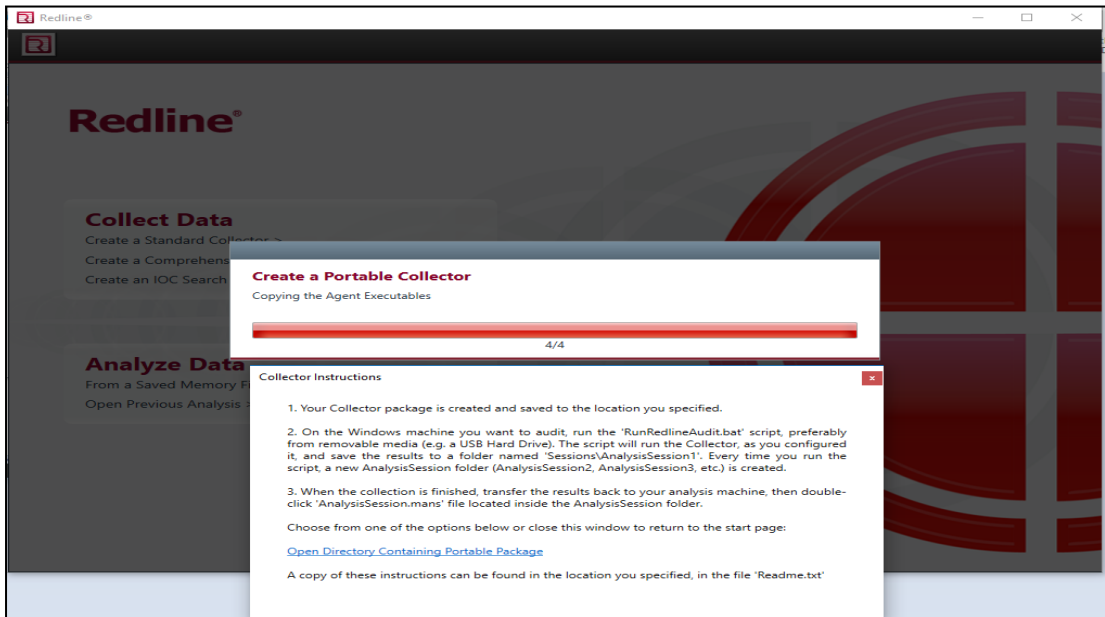 Redline®
Redline®
Collect Data
Create a Standard Collector >
Create a Comprehens
Create an IOC Search
Create a Portable Collector
Copying the Agent Executables
4/4
Analyze Data
From a Saved Memory Fi
Open Previous Analysis >
Collector Instructions
1. Your Collector package is created and saved to the location you specified.
2. On the Windows machine you want to audit, run the 'RunRedlineAudit.bat' script, preferably
from removable media (e.g. a USB Hard Drive). The script will run the Collector, as you configured
it, and save the results to a folder named 'Sessions\AnalysisSession1'. Every time you run the
script, a new AnalysisSession folder (AnalysisSession2, AnalysisSession3, etc.) is created.
3. When the collection is finished, transfer the results back to your analysis machine, then double-
click 'AnalysisSession.mans' file located inside the AnalysisSession folder.
Choose from one of the options below or close this window to return to the start page:
Open Directory Containing Portable Package
A copy of these instructions can be found in the location you specified, in the file 'Readme.txt'